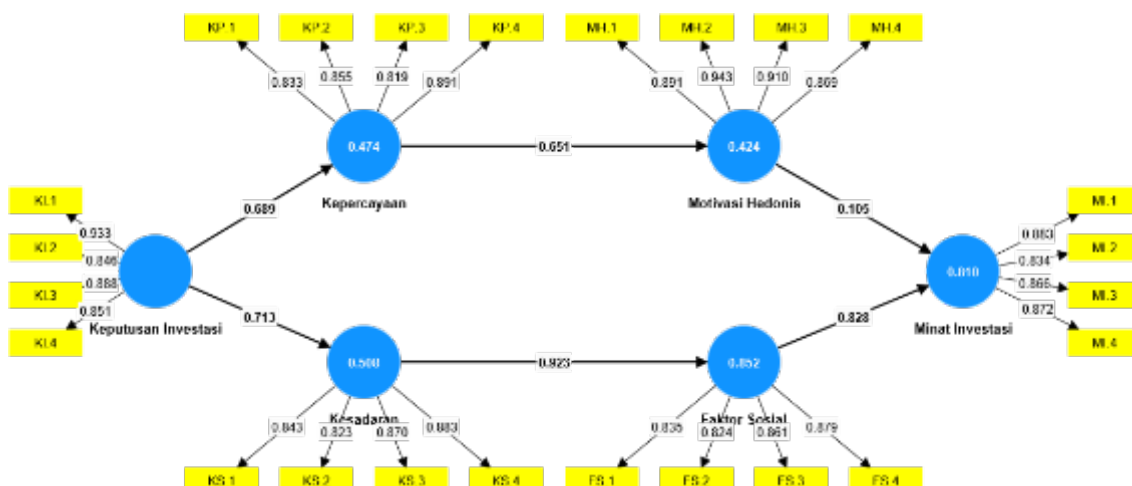 KP.1 KP.2 KP.3 KP.4 MH.1 MH.2 MH.3 MH.4
0.833 0.855 0.819 0.891 0.891 0.943 0.910 0.869
0.474 0.651 0.424
Kepercayaan Motivasi Hedonis
KI.1 0.689 0.105 MI.1
0.933 0.883
KI.2 0.846 0.834 MI.2
KI.3 0.888 0.866 MI.3
0.851 0.872
KI.4 Keputusan Investasi 0.713 0.828 Minat Investasi MI.4
0.923 0.852
Kesadaran Faktor Sosial
0.843 0.823 0.870 0.883 0.835 0.824 0.861 0.879
KS.1 KS.2 KS.3 KS.4 FS.1 FS.2 FS.3 FS.4